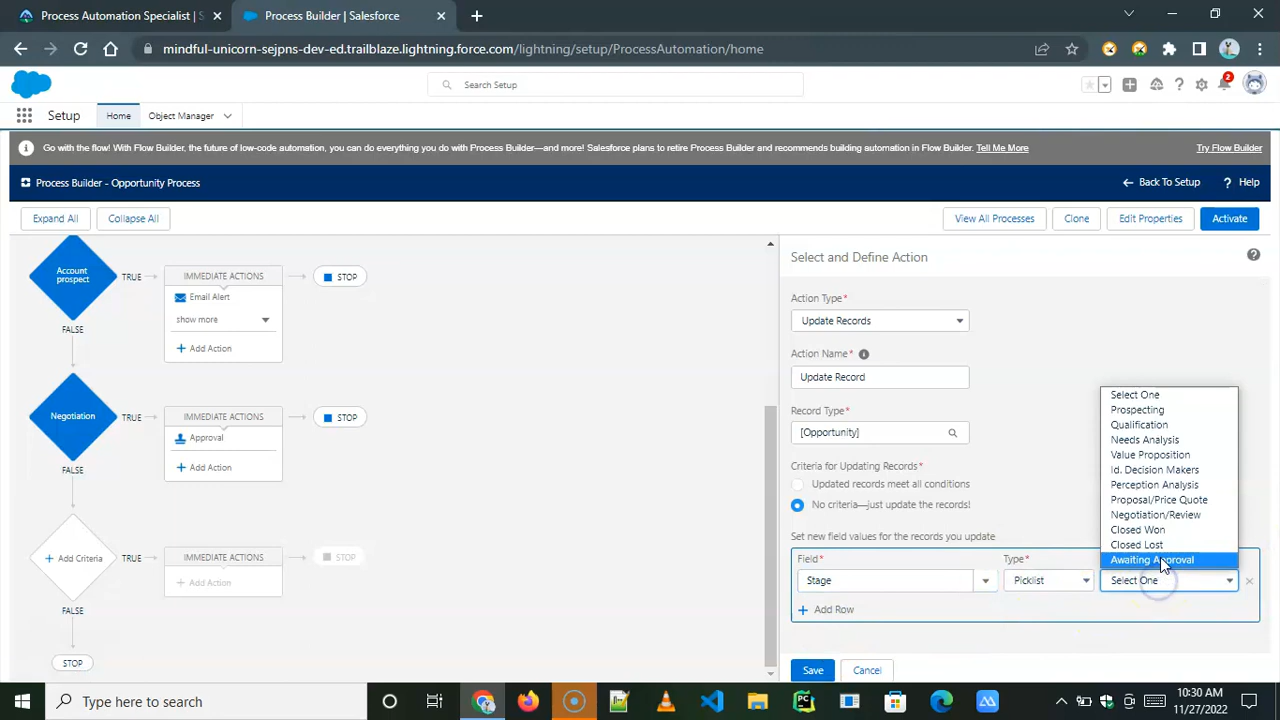 Process Automation Specialist | S
Process Builder | Salesforce
mindful-unicorn-sejpns-dev-ed.trailblaze.lightning.force.com/lightning/setup/ProcessAutomation/home
Search Setup
2
Setup
Home
Object Manager
Go with the flow! With Flow Builder, the future of low-code automation, you can do everything you do with Process Builder—and more! Salesforce plans to retire Process Builder and recommends building automation in Flow Builder. Tell Me More
Try Flow Builder
Process Builder - Opportunity Process
Back To Setup
? Help
Expand All
Collapse All
View All Processes
Clone
Edit Properties
Activate
Account
prospect
TRUE
IMMEDIATE ACTIONS
STOP
Email Alert
show more
+ Add Action
FALSE
Negotiation
TRUE
IMMEDIATE ACTIONS
STOP
Approval
+ Add Action
FALSE
+ Add Criteria
TRUE
IMMEDIATE ACTIONS
STOP
+ Add Action
FALSE
STOP
Select and Define Action
Action Type*
Update Records
Action Name*
Update Record
Record Type*
[Opportunity]
Criteria for Updating Records*
Updated records meet all conditions
No criteria—just update the records!
Set new field values for the records you update
Field*
Type*
Stage
Picklist
Select One
+ Add Row
Select One
Prospecting
Qualification
Needs Analysis
Value Proposition
Id. Decision Makers
Perception Analysis
Proposal/Price Quote
Negotiation/Review
Closed Won
Closed Lost
Awaiting Approval
Save
Cancel
Type here to search
10:30 AM
11/27/2022